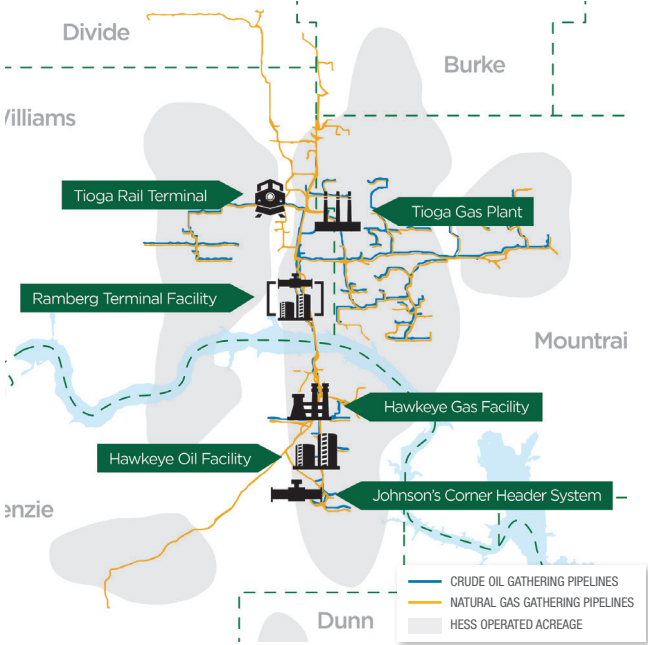 Divide
Burke
Villiams
Tioga Rail Terminal
Tioga Gas Plant
Ramberg Terminal Facility
Mountrai
Hawkeye Gas Facility
Hawkeye Oil Facility
Johnson's Corner Header System
enzie
CRUDE OIL GATHERING PIPELINES
NATURAL GAS GATHERING PIPELINES
HESS OPERATED ACREAGE
Dunn